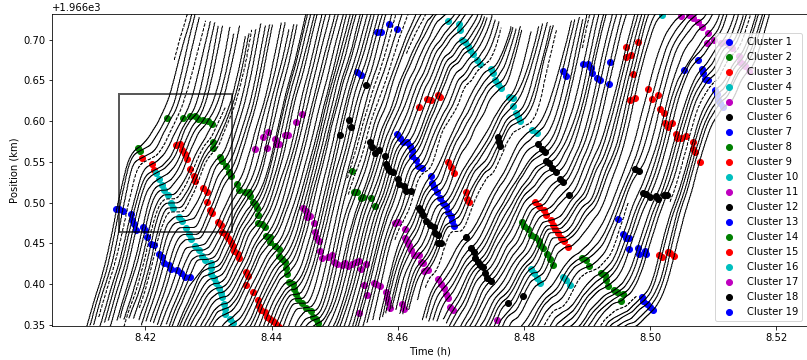 +1.966e3
0.70
0.65
0.60
0.55
0.50
0.45
0.40
0.35
Position (km)
8.42
8.44
8.46
8.48
8.50
8.52
Time (h)
Cluster 1
Cluster 2
Cluster 3
Cluster 4
Cluster 5
Cluster 6
Cluster 7
Cluster 8
Cluster 9
Cluster 10
Cluster 11
Cluster 12
Cluster 13
Cluster 14
Cluster 15
Cluster 16
Cluster 17
Cluster 18
Cluster 19